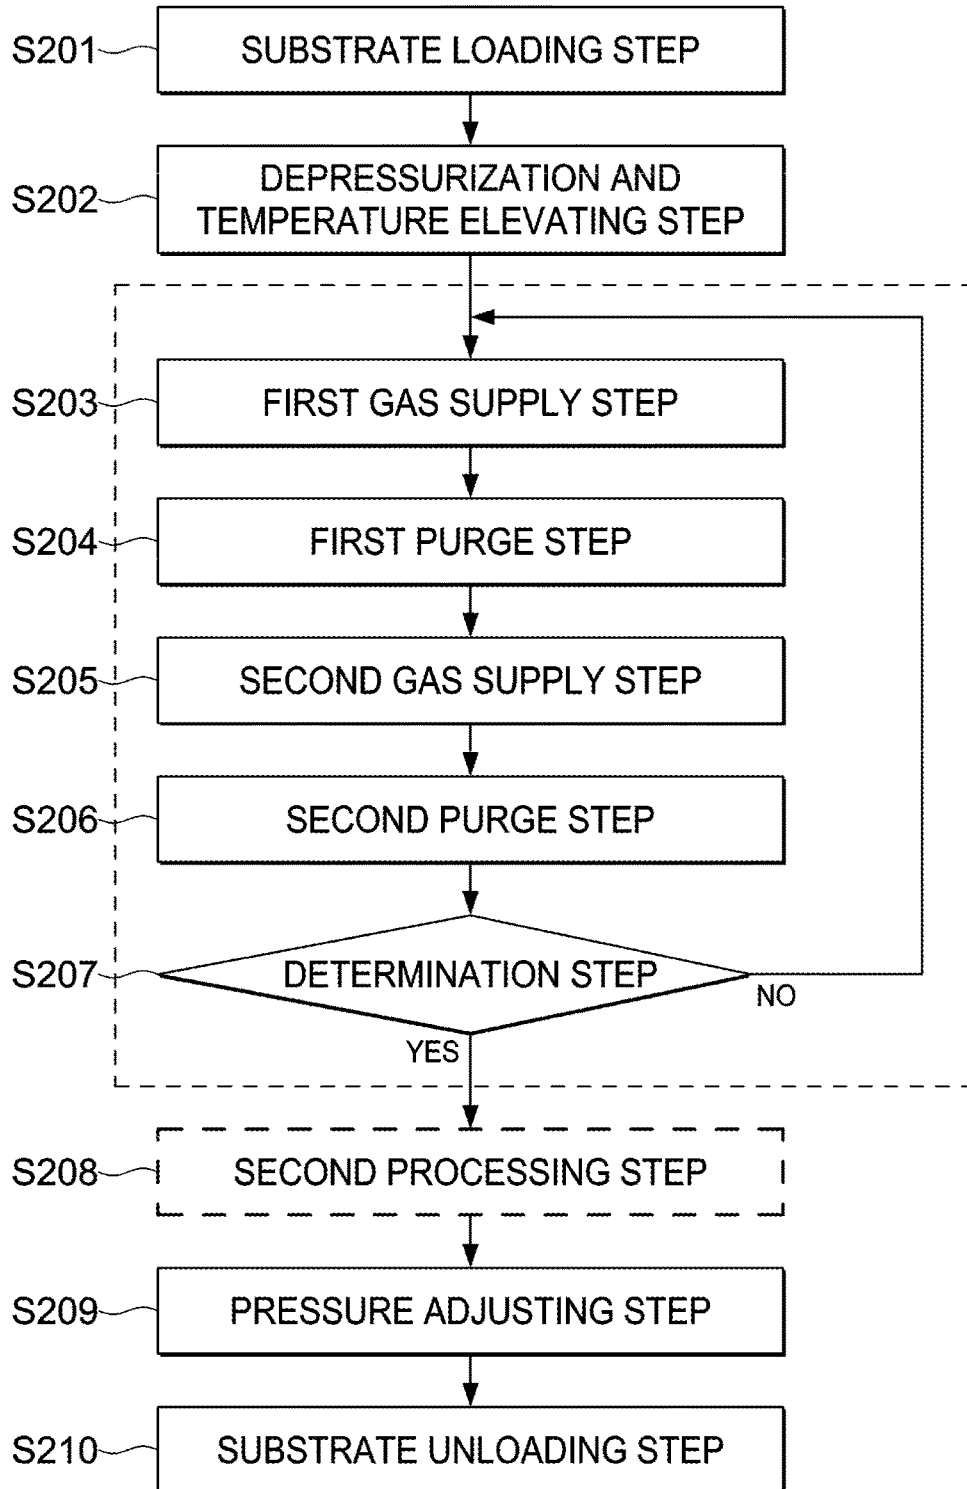 S201 SUBSTRATE LOADING STEP
S202 DEPRESSURIZATION AND
TEMPERATURE ELEVATING STEP
S203 FIRST GAS SUPPLY STEP
S204 FIRST PURGE STEP
S205 SECOND GAS SUPPLY STEP
S206 SECOND PURGE STEP
S207 DETERMINATION STEP
NO
YES
S208 SECOND PROCESSING STEP
S209 PRESSURE ADJUSTING STEP
S210 SUBSTRATE UNLOADING STEP